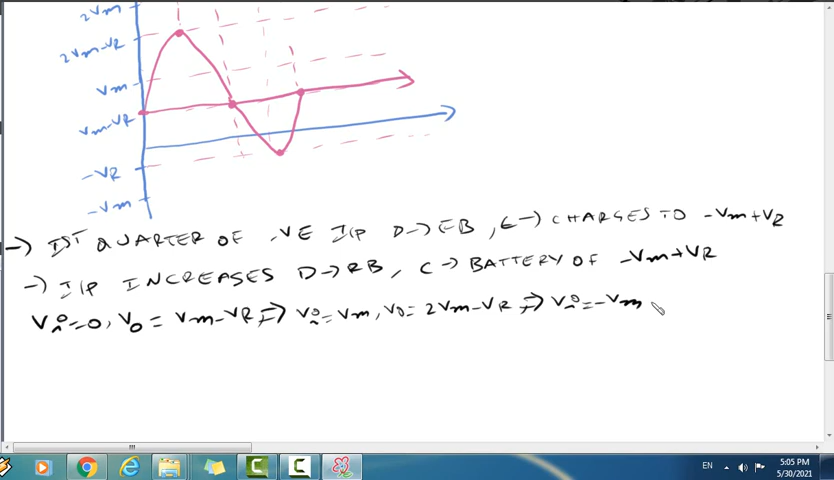 2Vm
2Vm-VR
Vm
Vm-VR
-VR
-Vm
-> IST QUARTER OF -VE I/P D-> FB, C-> CHARGES TO -Vm+VR
-> I/P INCREASES D-> RB, C-> BATTERY OF -Vm+VR
Vi=0, Vo = Vm-VR => Vi=Vm, Vo= 2Vm-VR => Vi=-Vm
EN
5:05 PM
5/30/2021